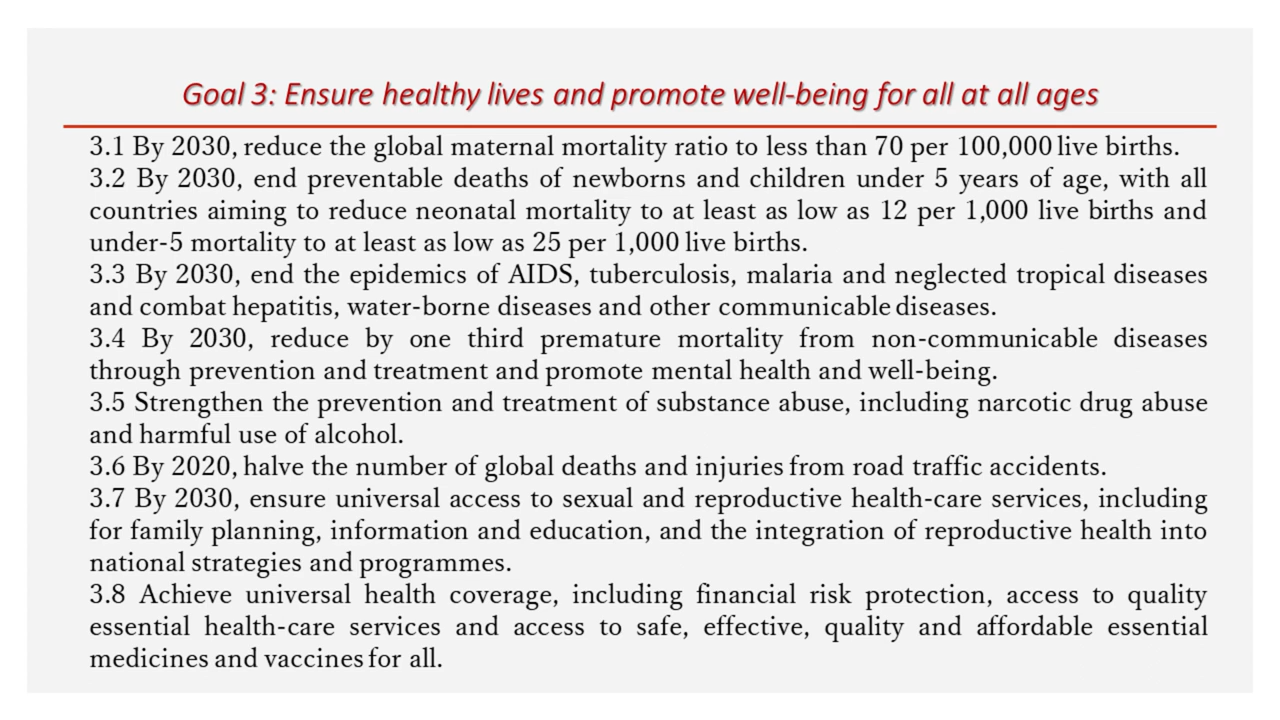 Goal 3: Ensure healthy lives and promote well-being for all at all ages
3.1 By 2030, reduce the global maternal mortality ratio to less than 70 per 100,000 live births.
3.2 By 2030, end preventable deaths of newborns and children under 5 years of age, with all
countries aiming to reduce neonatal mortality to at least as low as 12 per 1,000 live births and
under-5 mortality to at least as low as 25 per 1,000 live births.
3.3 By 2030, end the epidemics of AIDS, tuberculosis, malaria and neglected tropical diseases
and combat hepatitis, water-borne diseases and other communicable diseases.
3.4 By 2030, reduce by one third premature mortality from non-communicable diseases
through prevention and treatment and promote mental health and well-being.
3.5 Strengthen the prevention and treatment of substance abuse, including narcotic drug abuse
and harmful use of alcohol.
3.6 By 2020, halve the number of global deaths and injuries from road traffic accidents.
3.7 By 2030, ensure universal access to sexual and reproductive health-care services, including
for family planning, information and education, and the integration of reproductive health into
national strategies and programmes.
3.8 Achieve universal health coverage, including financial risk protection, access to quality
essential health-care services and access to safe, effective, quality and affordable essential
medicines and vaccines for all.